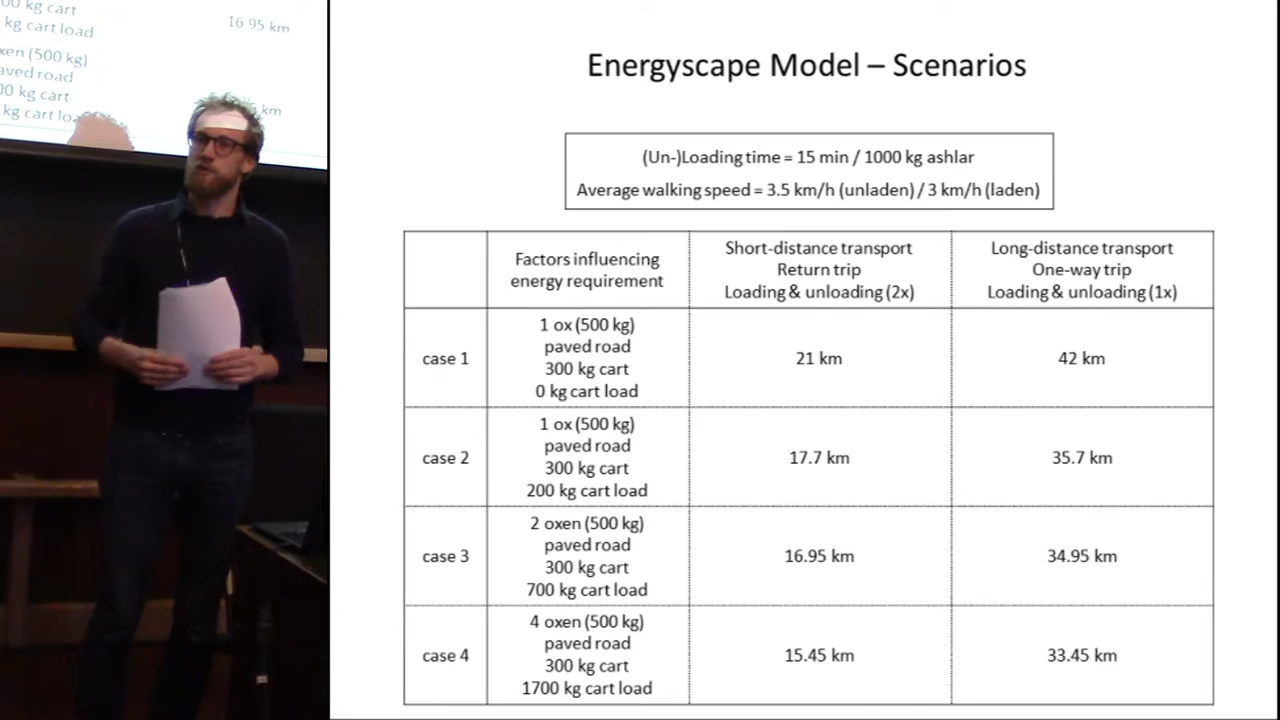 00 kg cart
kg cart load
16 95 km
xen (500 kg)
aved road
00 kg cart
kg cart lo
km
Energyscape Model – Scenarios
(Un-)Loading time = 15 min / 1000 kg ashlar
Average walking speed = 3.5 km/h (unladen) / 3 km/h (laden)
Factors influencing
energy requirement
Short-distance transport
Return trip
Loading & unloading (2x)
Long-distance transport
One-way trip
Loading & unloading (1x)
case 1
1 ox (500 kg)
paved road
300 kg cart
0 kg cart load
21 km
42 km
case 2
1 ox (500 kg)
paved road
300 kg cart
200 kg cart load
17.7 km
35.7 km
case 3
2 oxen (500 kg)
paved road
300 kg cart
700 kg cart load
16.95 km
34.95 km
case 4
4 oxen (500 kg)
paved road
300 kg cart
1700 kg cart load
15.45 km
33.45 km